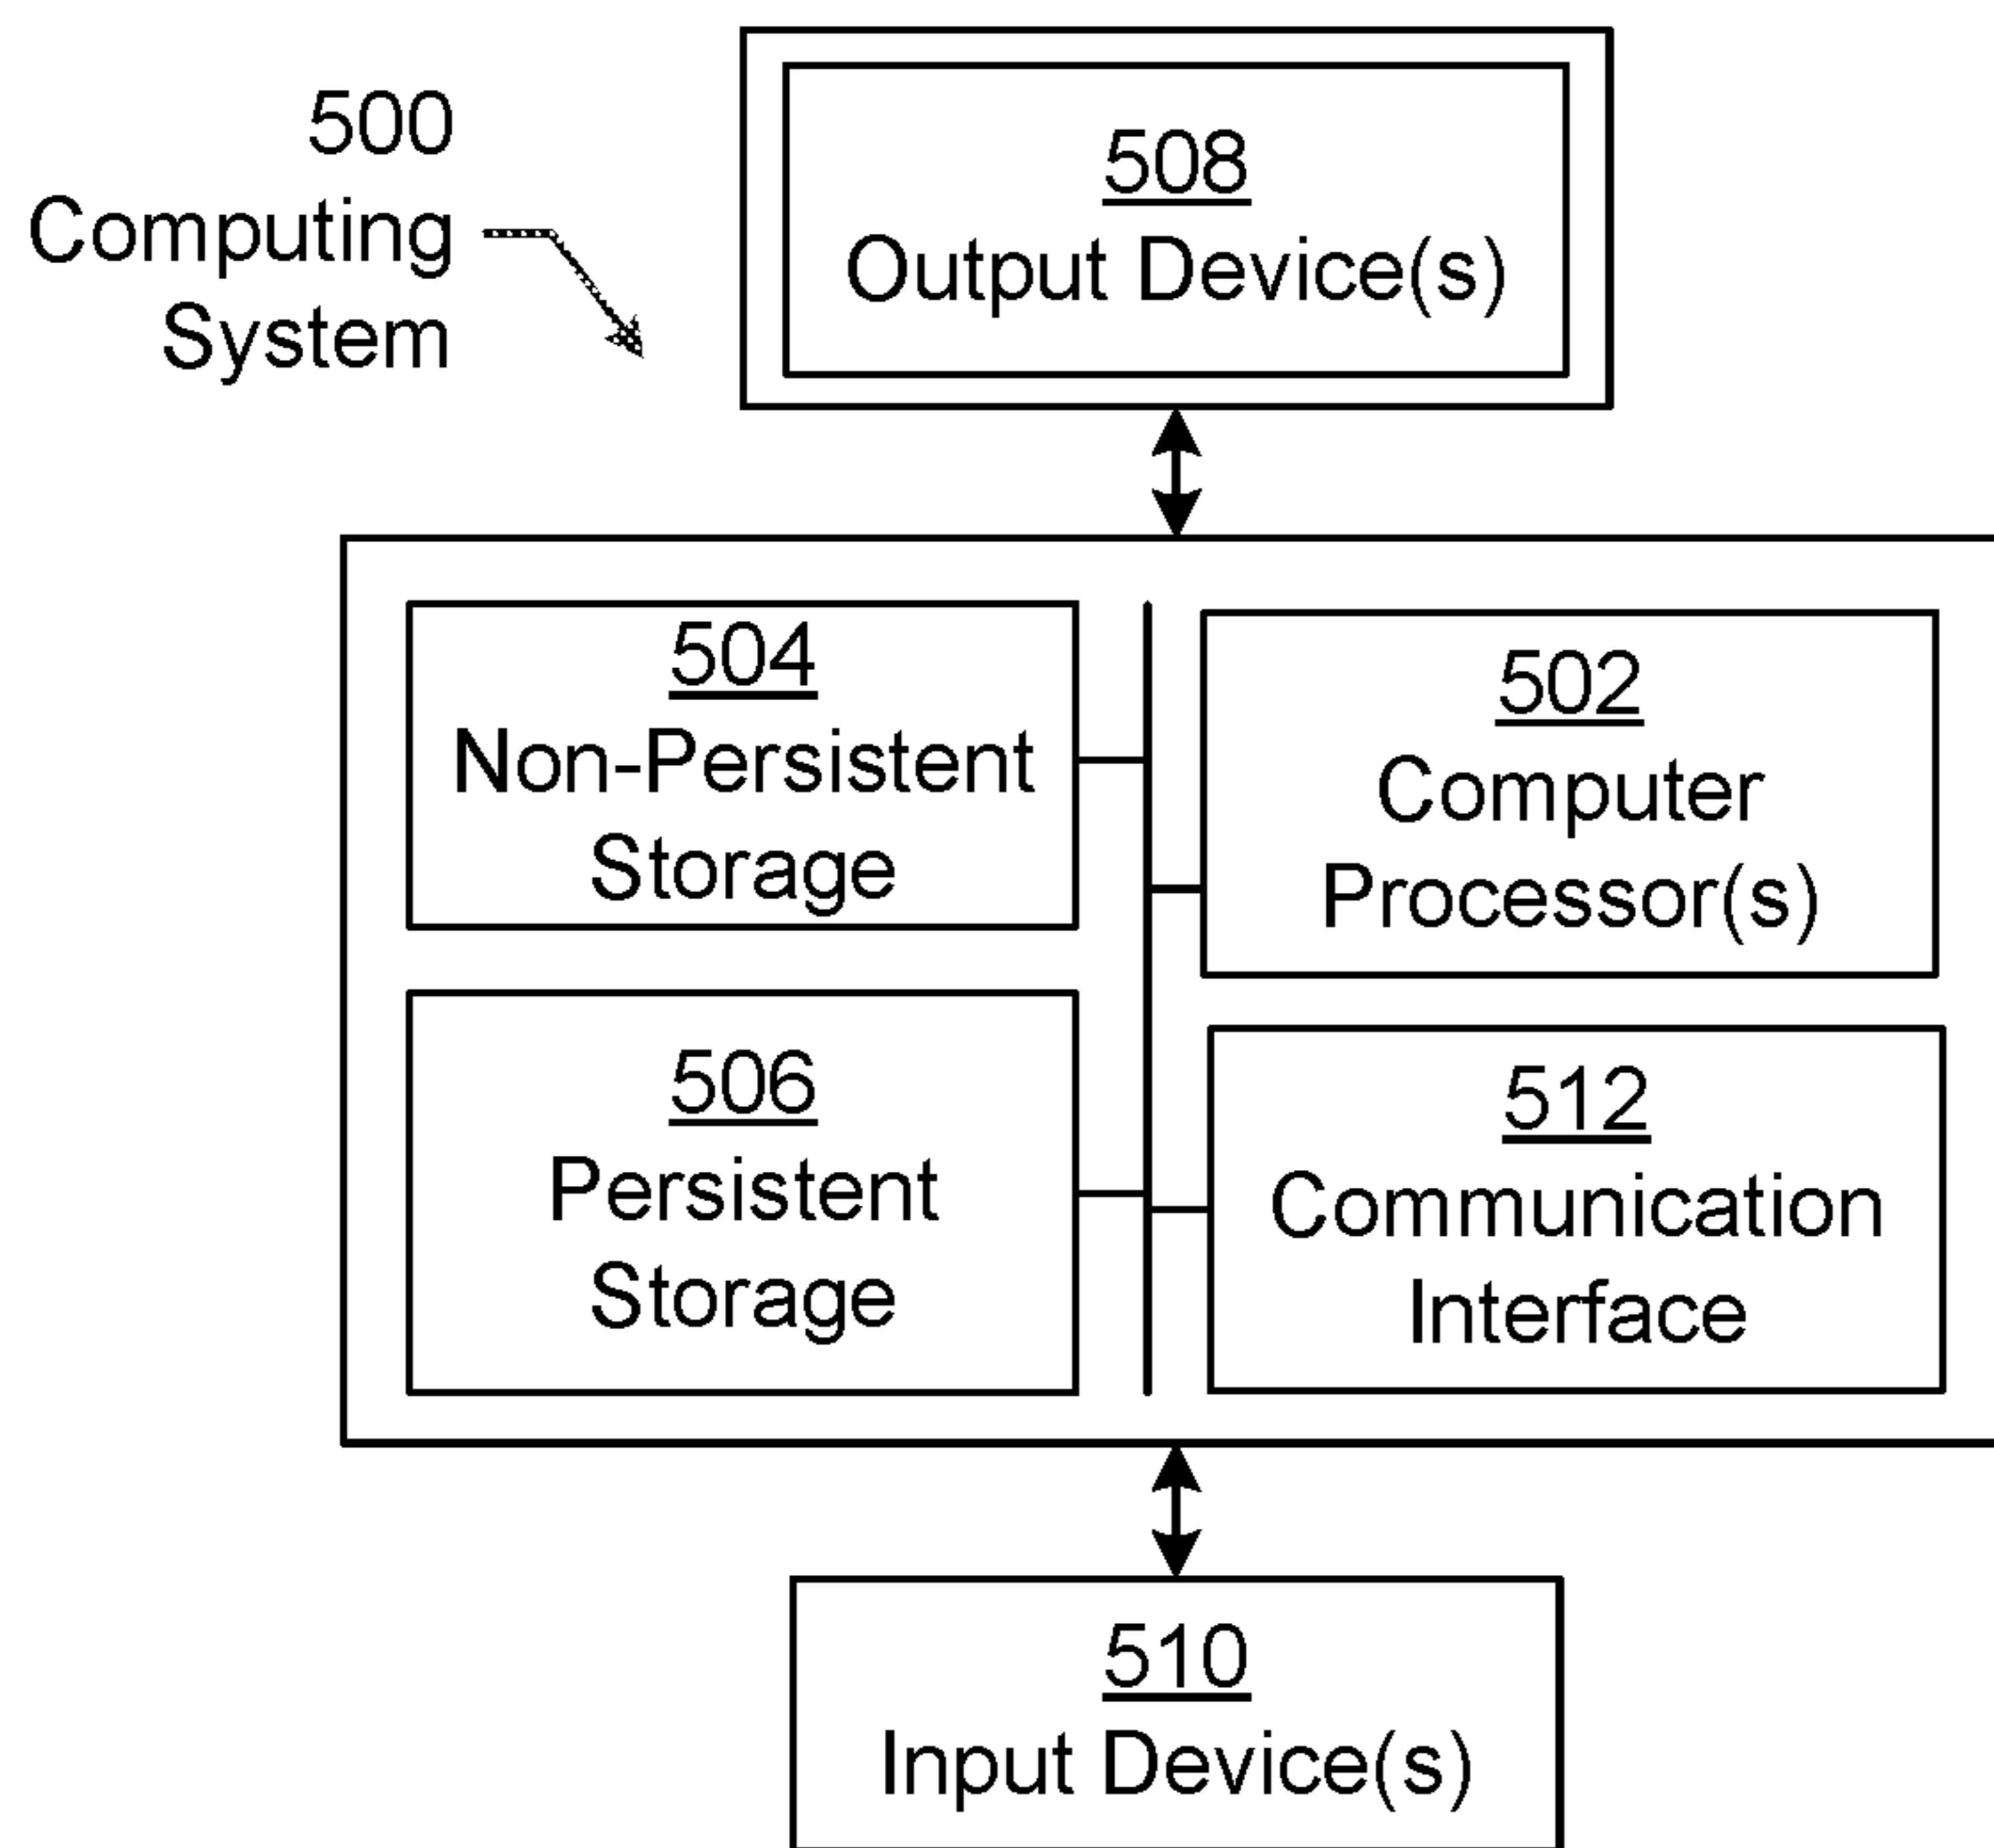 500
Computing
System
508
Output Device(s)
504
Non-Persistent
Storage
502
Computer
Processor(s)
506
Persistent
Storage
512
Communication
Interface
510
Input Device(s)